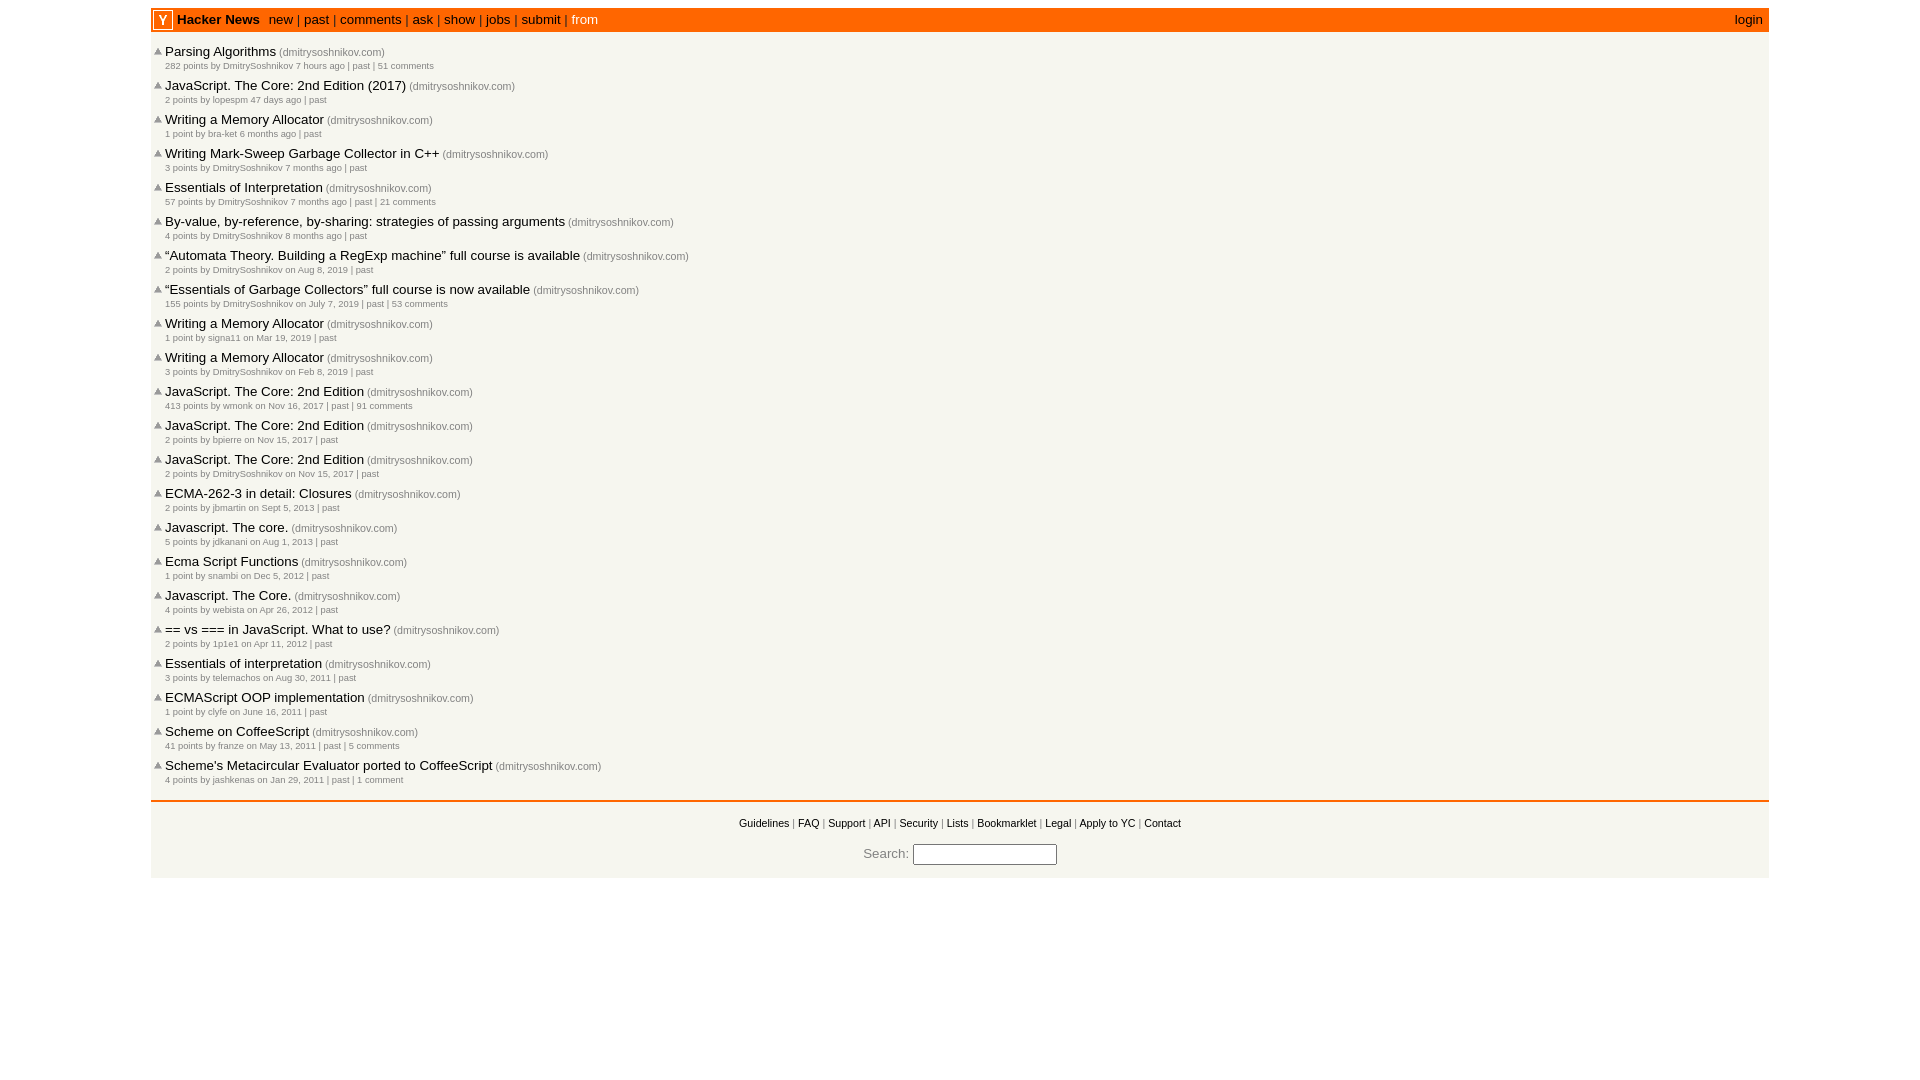 Y Hacker News new | past | comments | ask | show | jobs | submit | from login
Parsing Algorithms (dmitrysoshnikov.com)
282 points by DmitrySoshnikov 7 hours ago | past | 51 comments
JavaScript. The Core: 2nd Edition (2017) (dmitrysoshnikov.com)
2 points by lopespm 47 days ago | past
Writing a Memory Allocator (dmitrysoshnikov.com)
1 point by bra-ket 6 months ago | past
Writing Mark-Sweep Garbage Collector in C++ (dmitrysoshnikov.com)
3 points by DmitrySoshnikov 7 months ago | past
Essentials of Interpretation (dmitrysoshnikov.com)
57 points by DmitrySoshnikov 7 months ago | past | 21 comments
By-value, by-reference, by-sharing: strategies of passing arguments (dmitrysoshnikov.com)
4 points by DmitrySoshnikov 8 months ago | past
“Automata Theory. Building a RegExp machine” full course is available (dmitrysoshnikov.com)
2 points by DmitrySoshnikov on Aug 8, 2019 | past
“Essentials of Garbage Collectors” full course is now available (dmitrysoshnikov.com)
155 points by DmitrySoshnikov on July 7, 2019 | past | 53 comments
Writing a Memory Allocator (dmitrysoshnikov.com)
1 point by signa11 on Mar 19, 2019 | past
Writing a Memory Allocator (dmitrysoshnikov.com)
3 points by DmitrySoshnikov on Feb 8, 2019 | past
JavaScript. The Core: 2nd Edition (dmitrysoshnikov.com)
413 points by wmonk on Nov 16, 2017 | past | 91 comments
JavaScript. The Core: 2nd Edition (dmitrysoshnikov.com)
2 points by bpierre on Nov 15, 2017 | past
JavaScript. The Core: 2nd Edition (dmitrysoshnikov.com)
2 points by DmitrySoshnikov on Nov 15, 2017 | past
ECMA-262-3 in detail: Closures (dmitrysoshnikov.com)
2 points by jbmartin on Sept 5, 2013 | past
Javascript. The core. (dmitrysoshnikov.com)
5 points by jdkanani on Aug 1, 2013 | past
Ecma Script Functions (dmitrysoshnikov.com)
1 point by snambi on Dec 5, 2012 | past
Javascript. The Core. (dmitrysoshnikov.com)
4 points by webista on Apr 26, 2012 | past
== vs === in JavaScript. What to use? (dmitrysoshnikov.com)
2 points by 1p1e1 on Apr 11, 2012 | past
Essentials of interpretation (dmitrysoshnikov.com)
3 points by telemachos on Aug 30, 2011 | past
ECMAScript OOP implementation (dmitrysoshnikov.com)
1 point by clyfe on June 16, 2011 | past
Scheme on CoffeeScript (dmitrysoshnikov.com)
41 points by franze on May 13, 2011 | past | 5 comments
Scheme's Metacircular Evaluator ported to CoffeeScript (dmitrysoshnikov.com)
4 points by jashkenas on Jan 29, 2011 | past | 1 comment
Guidelines | FAQ | Support | API | Security | Lists | Bookmarklet | Legal | Apply to YC | Contact
Search: